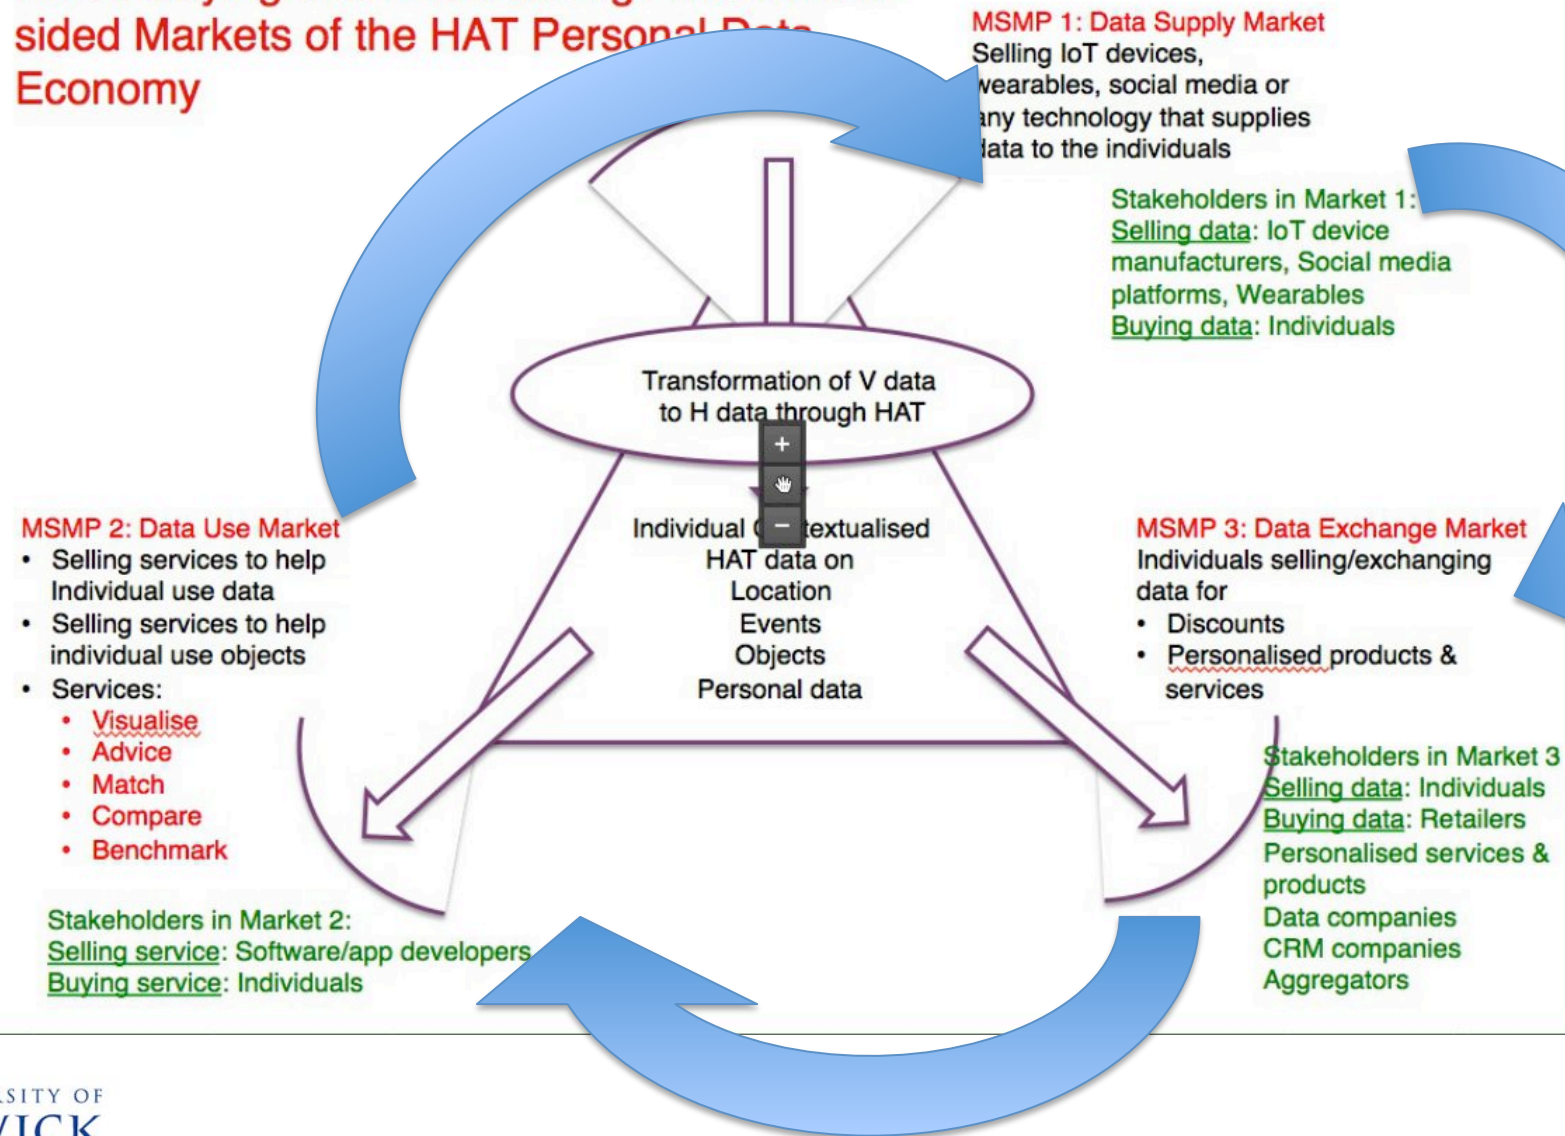 sided Markets of the HAT Personal Data
Economy
MSMP 1: Data Supply Market
Selling IoT devices,
wearables, social media or
any technology that supplies
data to the individuals
Stakeholders in Market 1:
Selling data: IoT device
manufacturers, Social media
platforms, Wearables
Buying data: Individuals
Transformation of V data
to H data through HAT
+
−
Individual C textualised
HAT data on
Location
Events
Objects
Personal data
MSMP 2: Data Use Market
• Selling services to help
Individual use data
• Selling services to help
individual use objects
• Services:
• Visualise
• Advice
• Match
• Compare
• Benchmark
Stakeholders in Market 2:
Selling service: Software/app developers
Buying service: Individuals
MSMP 3: Data Exchange Market
Individuals selling/exchanging
data for
• Discounts
• Personalised products &
services
Stakeholders in Market 3
Selling data: Individuals
Buying data: Retailers
Personalised services &
products
Data companies
CRM companies
Aggregators
RSITY OF
WICK